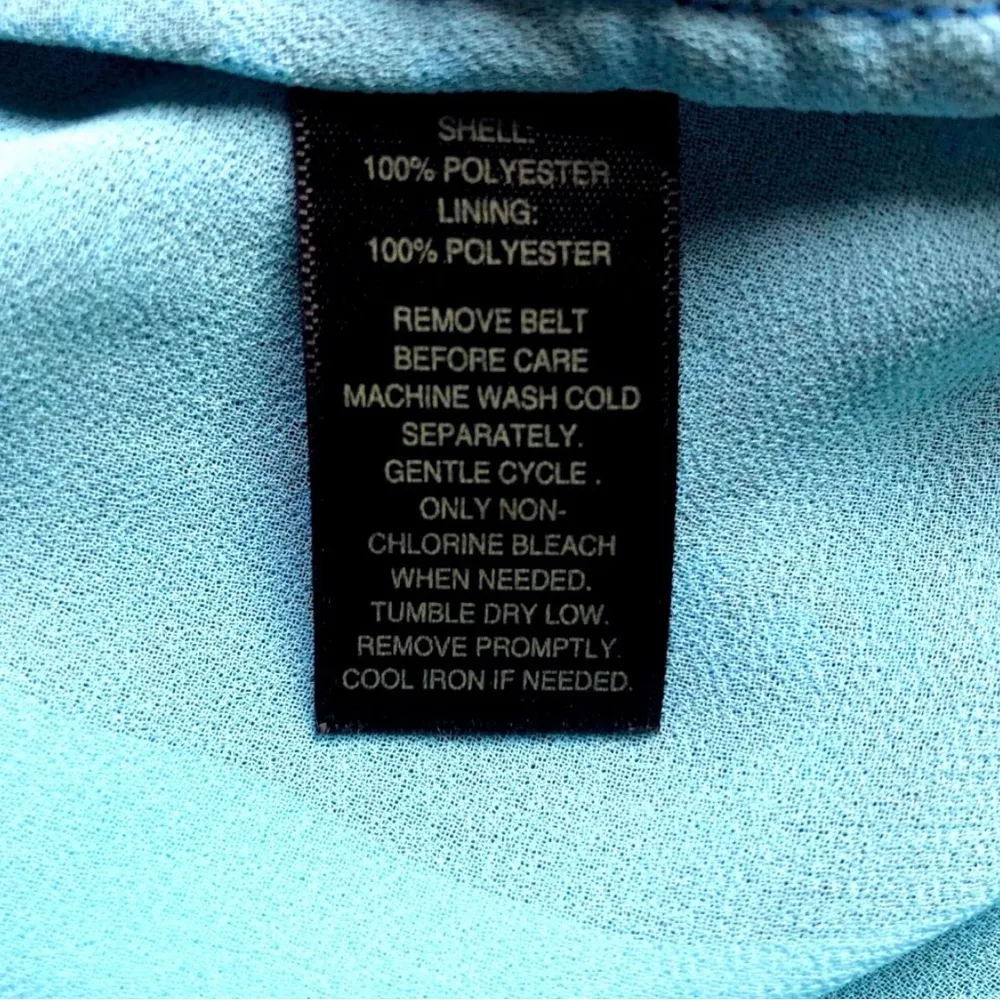 SHELL:
100% POLYESTER
LINING:
100% POLYESTER
REMOVE BELT
BEFORE CARE
MACHINE WASH COLD
SEPARATELY.
GENTLE CYCLE .
ONLY NON-
CHLORINE BLEACH
WHEN NEEDED.
TUMBLE DRY LOW.
REMOVE PROMPTLY.
COOL IRON IF NEEDED.